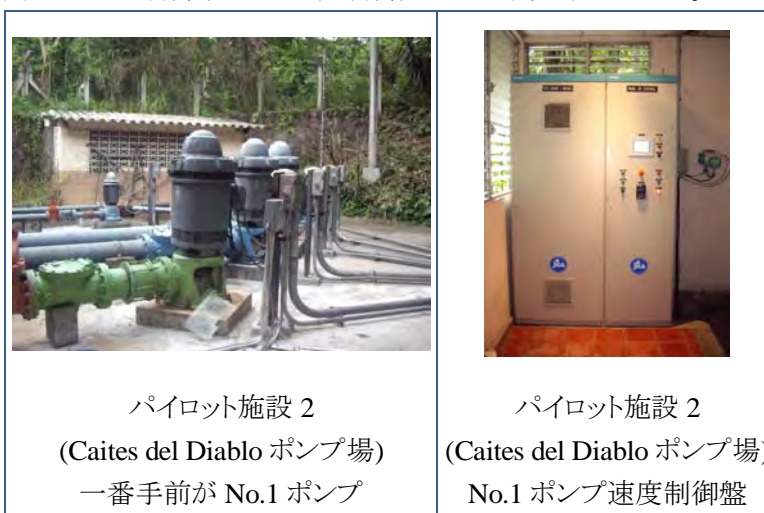 パイロット施設 2
(Caites del Diablo ポンプ場)
一番手前が No.1 ポンプ
パイロット施設 2
(Caites del Diablo ポンプ場)
No.1 ポンプ速度制御盤